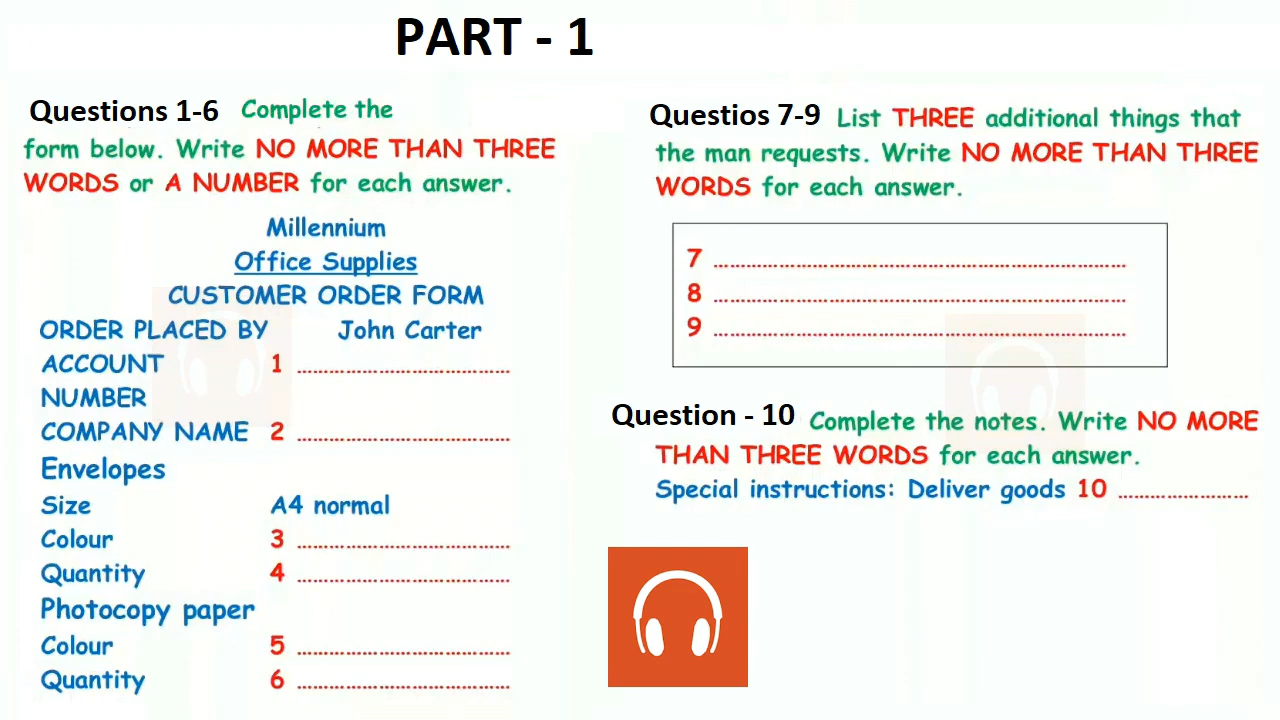 PART - 1
Questions 1-6 Complete the
form below. Write NO MORE THAN THREE
WORDS or A NUMBER for each answer.
Millennium
Office Supplies
CUSTOMER ORDER FORM
ORDER PLACED BY John Carter
ACCOUNT 1 ........................................
NUMBER
COMPANY NAME 2 ........................................
Envelopes
Size A4 normal
Colour 3 ........................................
Quantity 4 ........................................
Photocopy paper
Colour 5 ........................................
Quantity 6 ........................................
Questios 7-9 List THREE additional things that
the man requests. Write NO MORE THAN THREE
WORDS for each answer.
7 ........................................
8 ........................................
9 ........................................
Question - 10 Complete the notes. Write NO MORE
THAN THREE WORDS for each answer.
Special instructions: Deliver goods 10 ........................